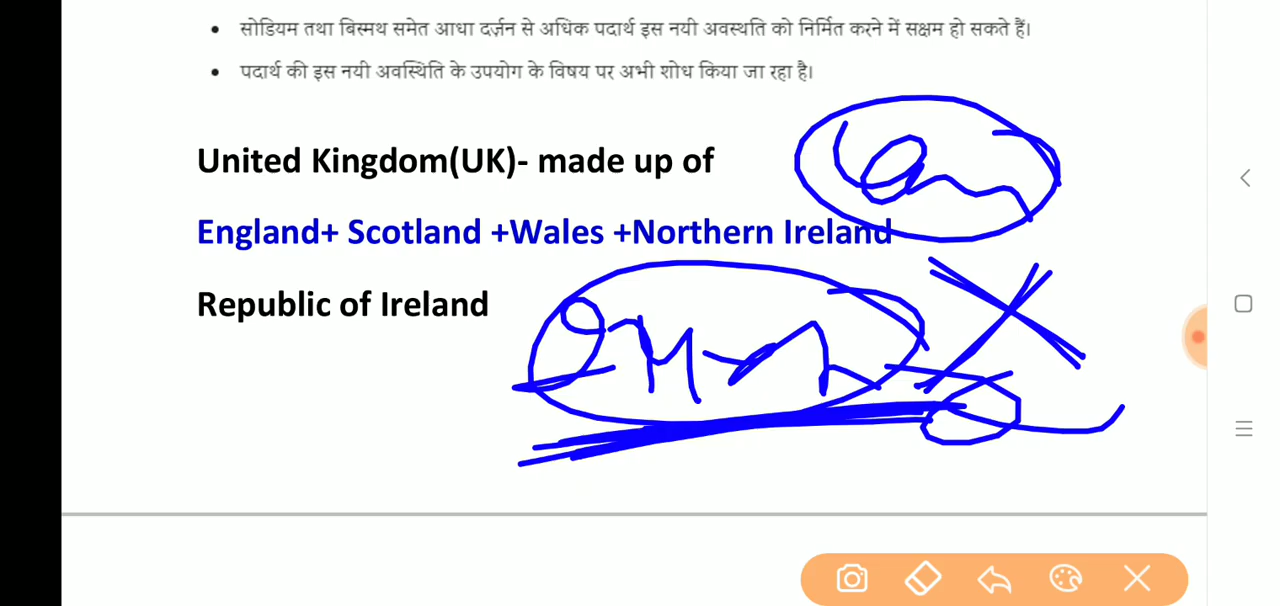 • सोडियम तथा बिस्मथ समेत आधा दर्ज़न से अधिक पदार्थ इस नयी अवस्थति को निर्मित करने में सक्षम हो सकते हैं।
• पदार्थ की इस नयी अवस्थिति के उपयोग के विषय पर अभी शोध किया जा रहा है।
United Kingdom(UK)- made up of
England+ Scotland +Wales +Northern Ireland
Republic of Ireland